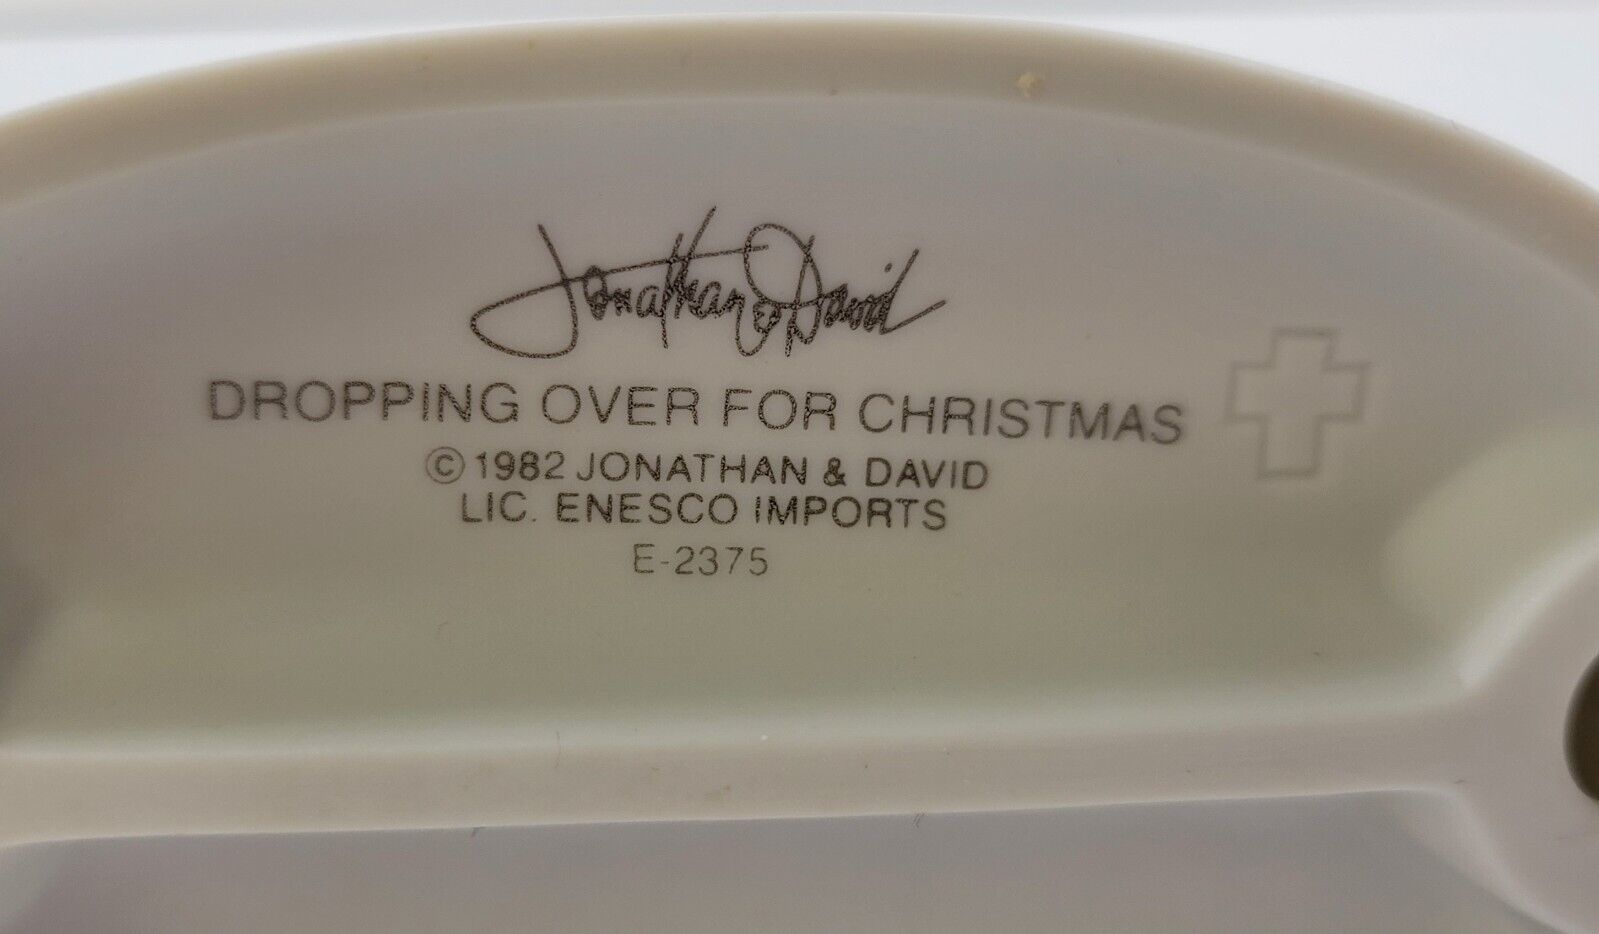 Jonathan & David
DROPPING OVER FOR CHRISTMAS
© 1982 JONATHAN & DAVID
LIC. ENESCO IMPORTS
E-2375